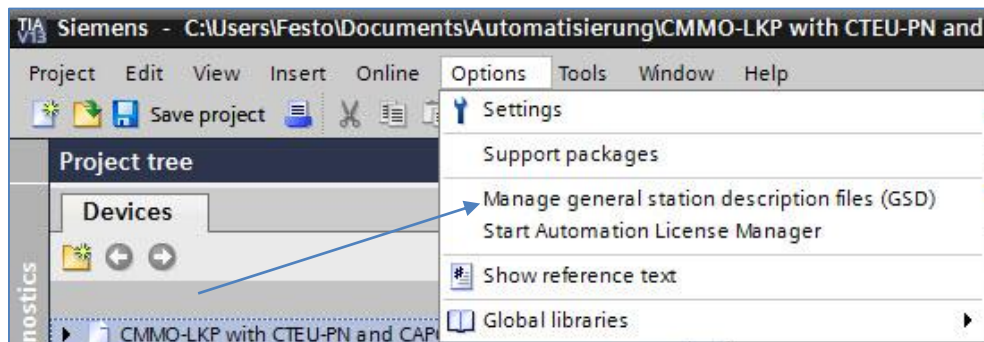 TIA V13 Siemens - C:\Users\Festo\Documents\Automatisierung\CMMO-LKP with CTEU-PN and
Project Edit View Insert Online Options Tools Window Help
Save project
Settings
Support packages
Project tree
Manage general station description files (GSD)
Devices
Start Automation License Manager
Show reference text
Global libraries
CMMO-LKP with CTEU-PN and
nostics